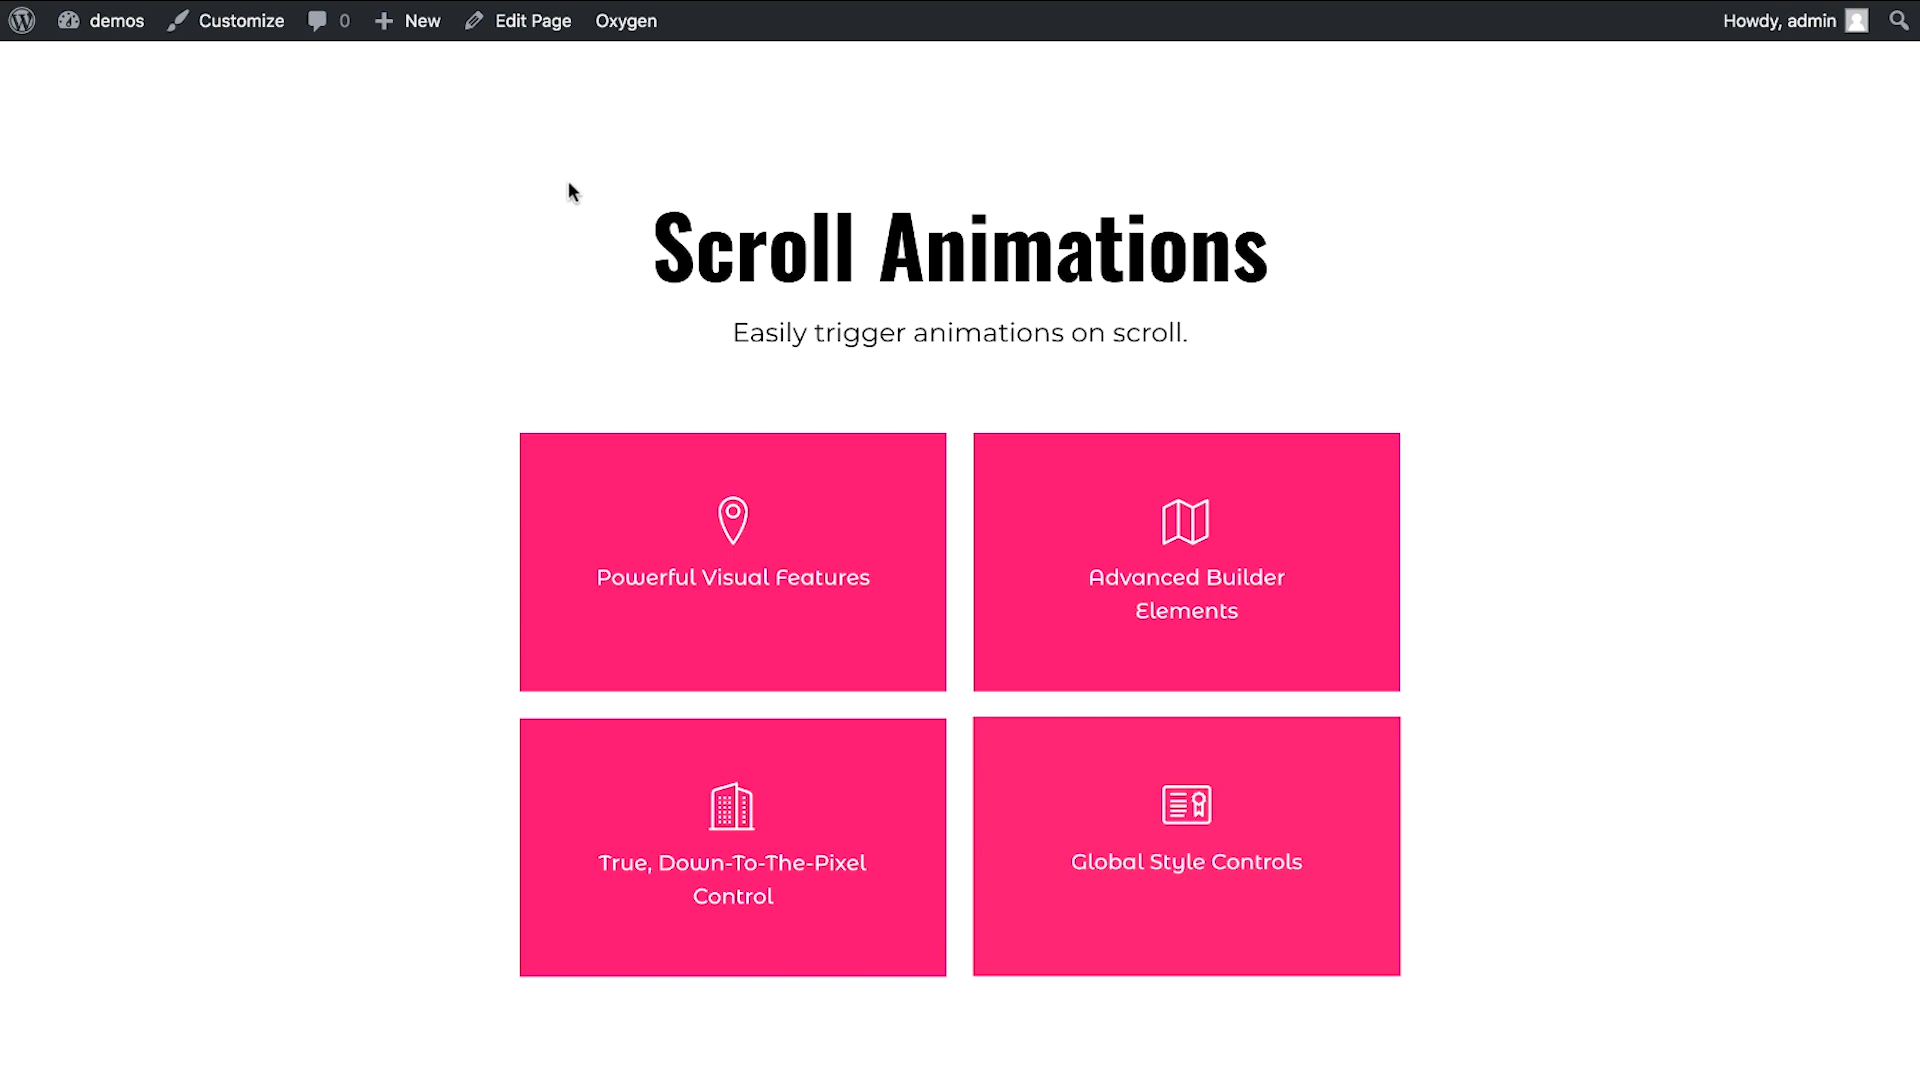 demos Customize 0 New Edit Page Oxygen Howdy, admin
Scroll Animations
Easily trigger animations on scroll.
Powerful Visual Features
Advanced Builder
Elements
True, Down-To-The-Pixel
Control
Global Style Controls